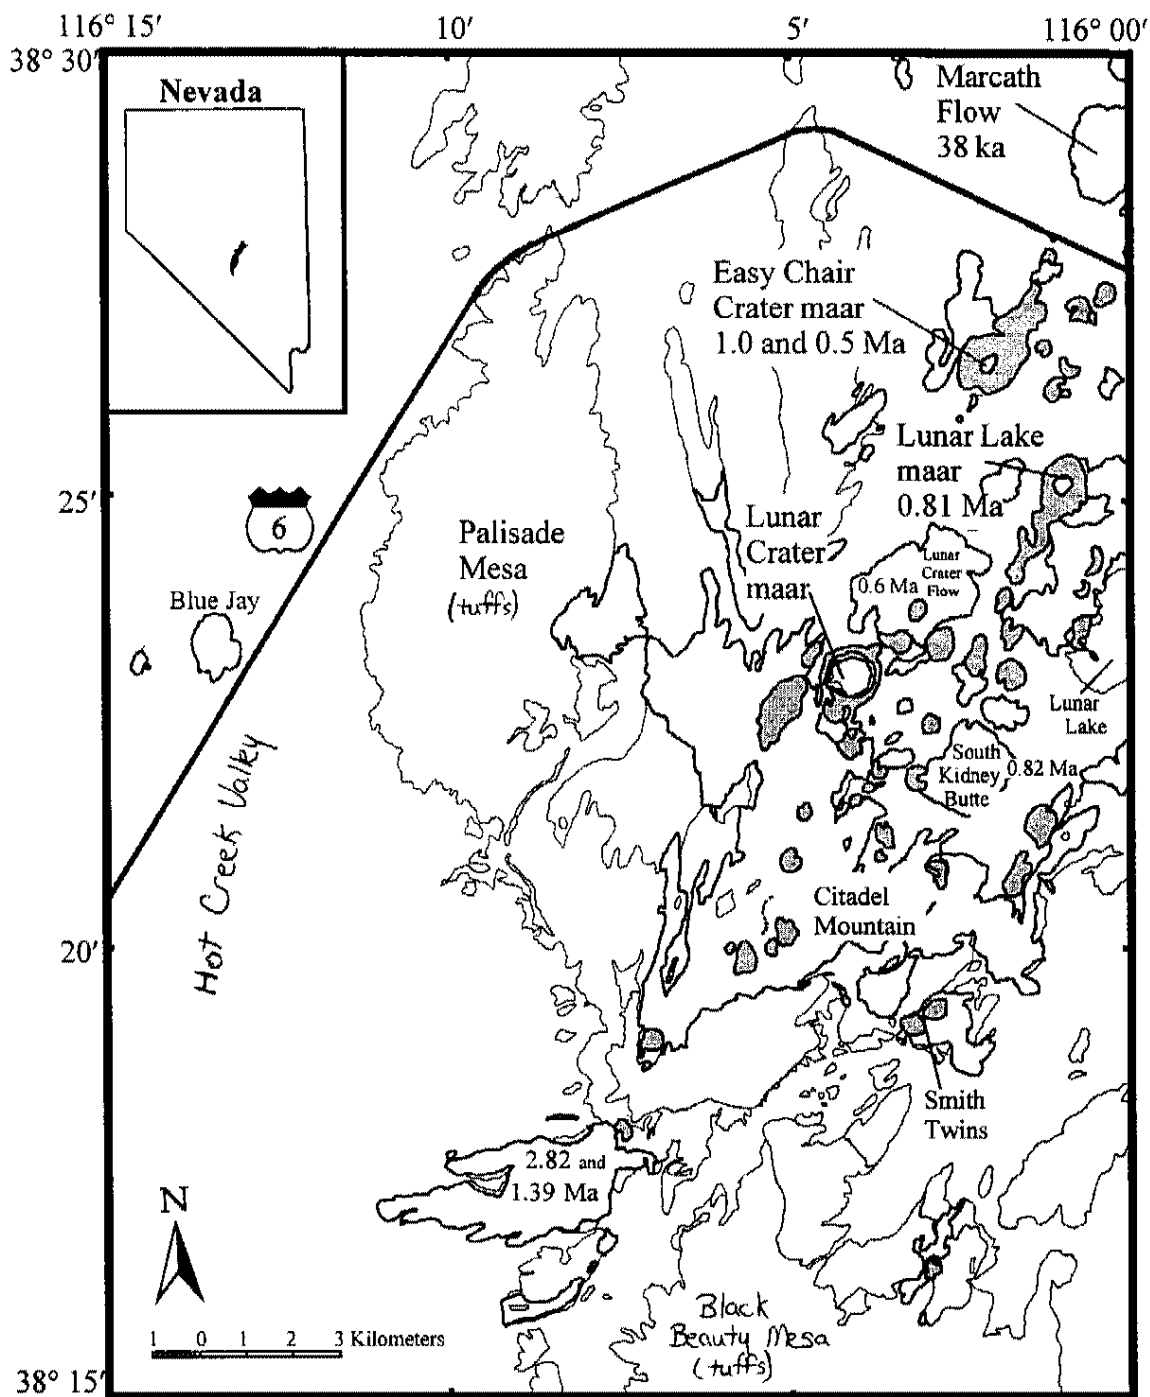 116° 15′ 10′ 5′ 116° 00′
38° 30′
Nevada
Marcath
Flow
38 ka
Easy Chair
Crater maar
1.0 and 0.5 Ma
Lunar Lake
maar
0.81 Ma
25′
6
Palisade
Mesa
(tuffs)
Lunar
Crater
maar
Lunar
Crater
Flow
0.6 Ma
Blue Jay
Lunar
Lake
South
Kidney
Butte
0.82 Ma
Hot Creek Valley
Citadel
Mountain
20′
Smith
Twins
2.82 and
1.39 Ma
N
Black
Beauty Mesa
(tuffs)
1 0 1 2 3 Kilometers
38° 15′